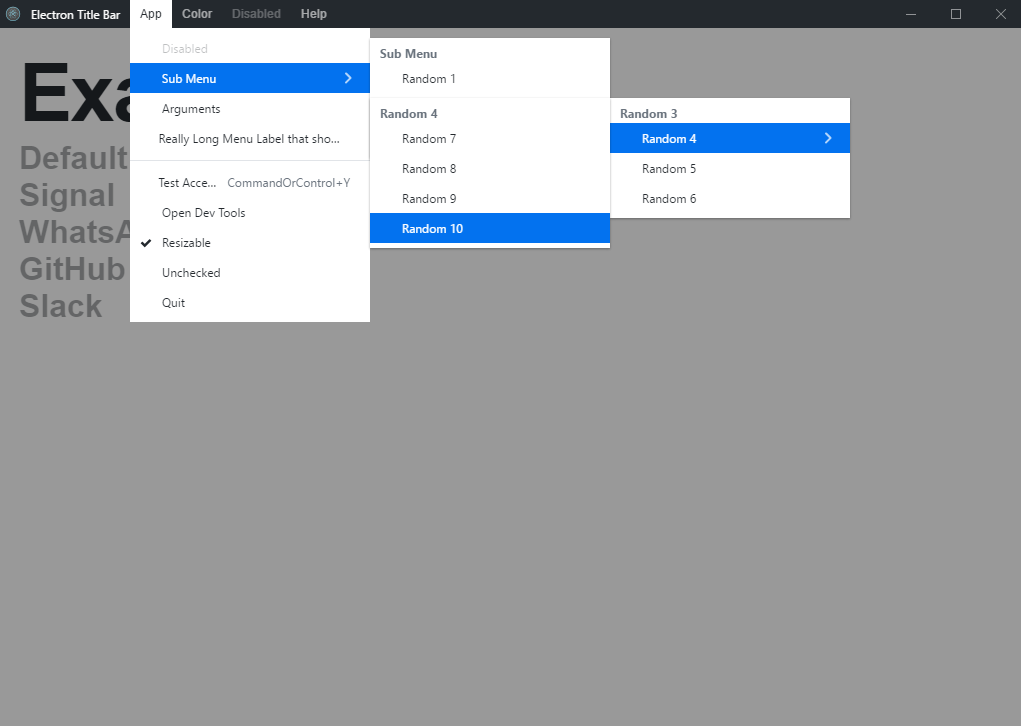 Electron Title Bar App Color Disabled Help
Exa
Default
Signal
WhatsA
GitHub
Slack
Disabled
Sub Menu
Arguments
Really Long Menu Label that sho...
Test Acce... CommandOrControl+Y
Open Dev Tools
Resizable
Unchecked
Quit
Sub Menu
Random 1
Random 4
Random 7
Random 8
Random 9
Random 10
Random 3
Random 4
Random 5
Random 6